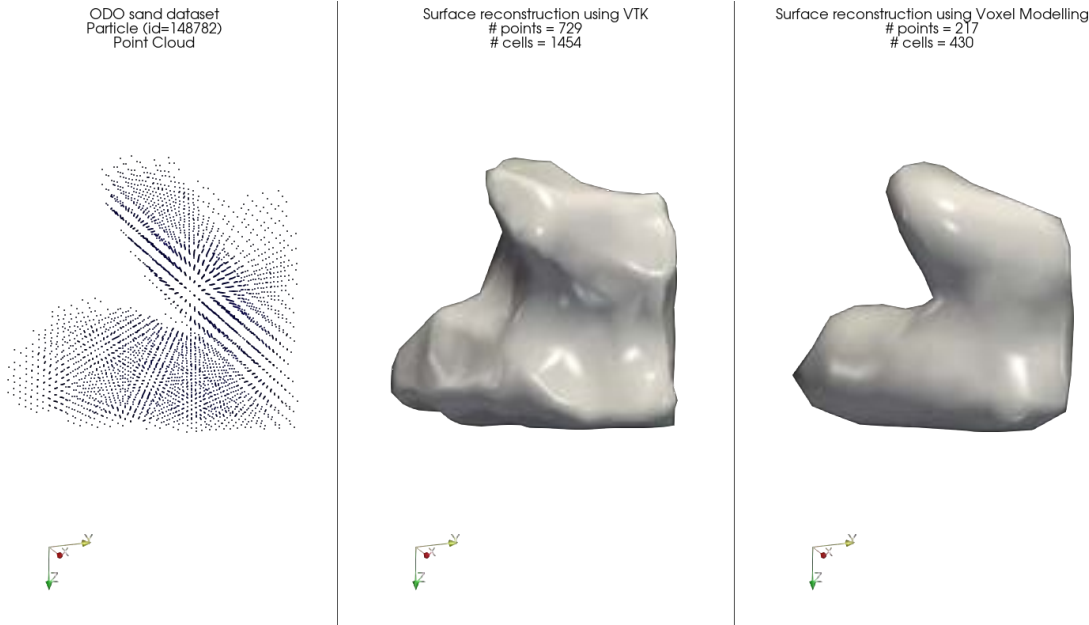 ODO sand dataset
Particle (id=148782)
Point Cloud
Surface reconstruction using VTK
# points = 729
# cells = 1454
Surface reconstruction using Voxel Modelling
# points = 217
# cells = 430
Y
X
Z
Y
X
Z
Y
X
Z